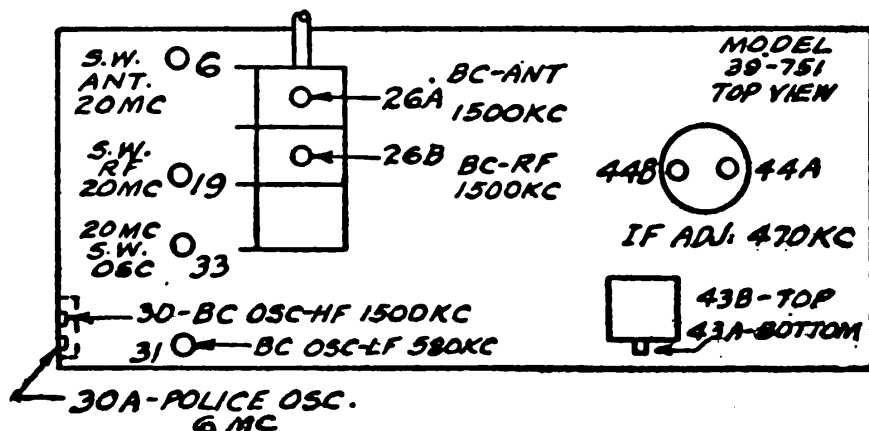 S.W.
ANT.
20MC
6
26A
BC-ANT
1500KC
MODEL
39-751
TOP VIEW
S.W.
RF
20MC
19
26B
BC-RF
1500KC
44B
44A
IF ADJ. 470KC
20MC
S.W.
OSC
33
30-BC OSC-HF 1500KC
31
BC OSC-LF 580KC
43B-TOP
43A-BOTTOM
30A-POLICE OSC.
6 MC